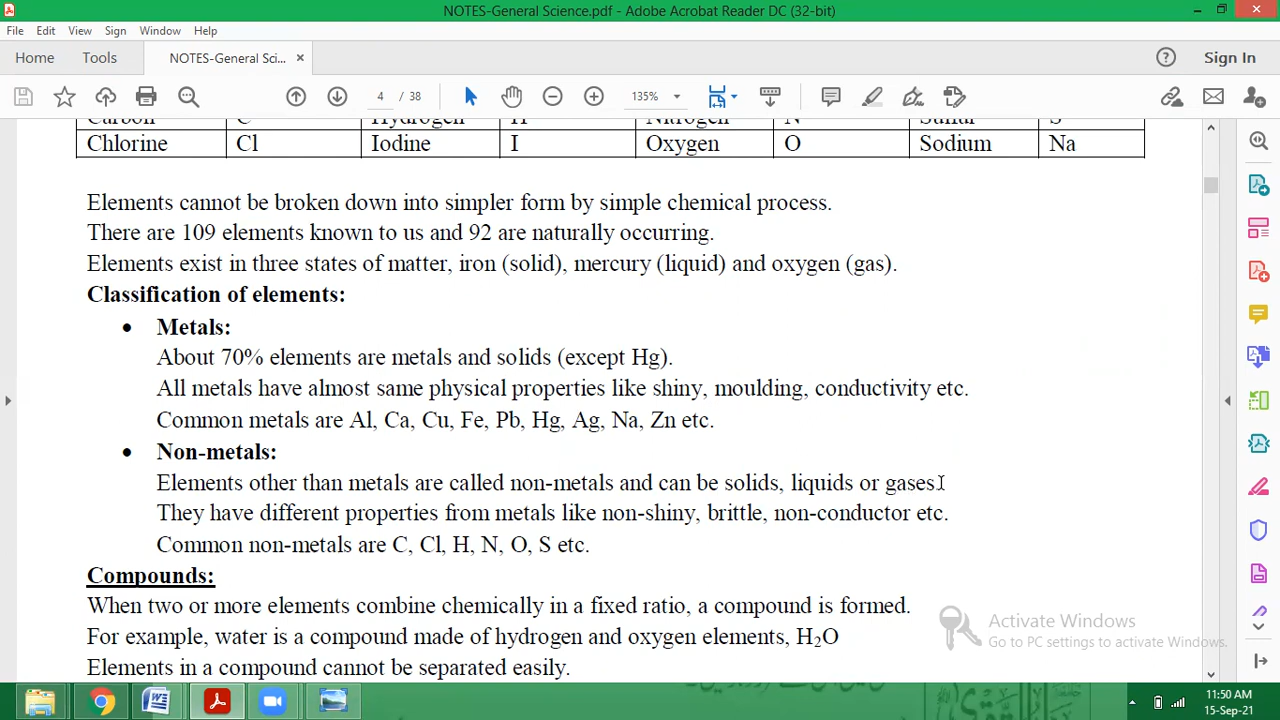 NOTES-General Science.pdf - Adobe Acrobat Reader DC (32-bit)
File Edit View Sign Window Help
Home Tools NOTES-General Sci... × Sign In
4 / 38 135%
Carbon C Hydrogen H Nitrogen N Sulfur S
Chlorine Cl Iodine I Oxygen O Sodium Na
Elements cannot be broken down into simpler form by simple chemical process.
There are 109 elements known to us and 92 are naturally occurring.
Elements exist in three states of matter, iron (solid), mercury (liquid) and oxygen (gas).
Classification of elements:
• Metals:
About 70% elements are metals and solids (except Hg).
All metals have almost same physical properties like shiny, moulding, conductivity etc.
Common metals are Al, Ca, Cu, Fe, Pb, Hg, Ag, Na, Zn etc.
• Non-metals:
Elements other than metals are called non-metals and can be solids, liquids or gases.
They have different properties from metals like non-shiny, brittle, non-conductor etc.
Common non-metals are C, Cl, H, N, O, S etc.
Compounds:
When two or more elements combine chemically in a fixed ratio, a compound is formed.
For example, water is a compound made of hydrogen and oxygen elements, H₂O
Elements in a compound cannot be separated easily.
Activate Windows
Go to PC settings to activate Windows.
11:50 AM
15-Sep-21